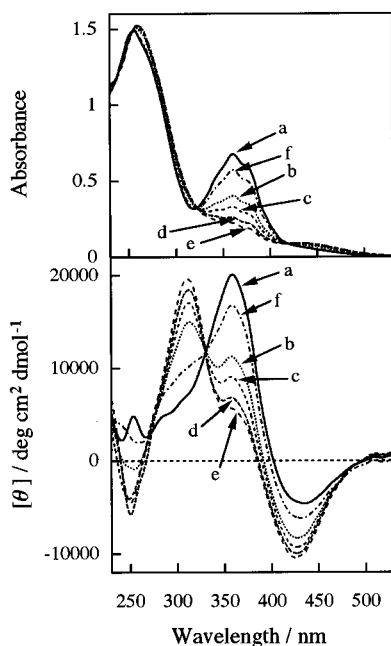 1.5
1
0.5
0
Absorbance
a
f
b
c
d
e
20000
10000
0
-10000
[θ] / deg cm² dmol⁻¹
a
f
b
c
d
e
250 300 350 400 450 500
Wavelength / nm